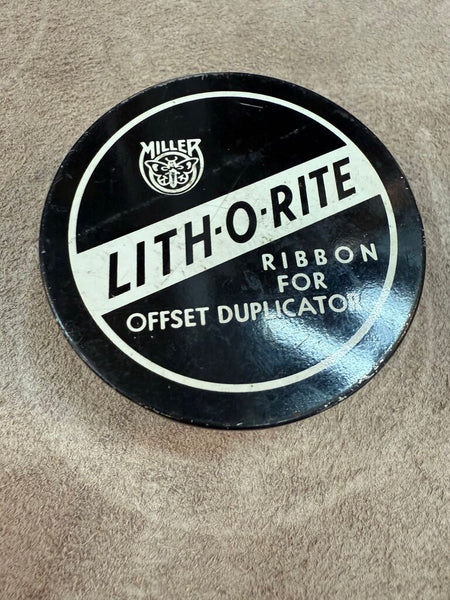 MILLER
LITH-O-RITE
RIBBON
FOR
OFFSET DUPLICATOR